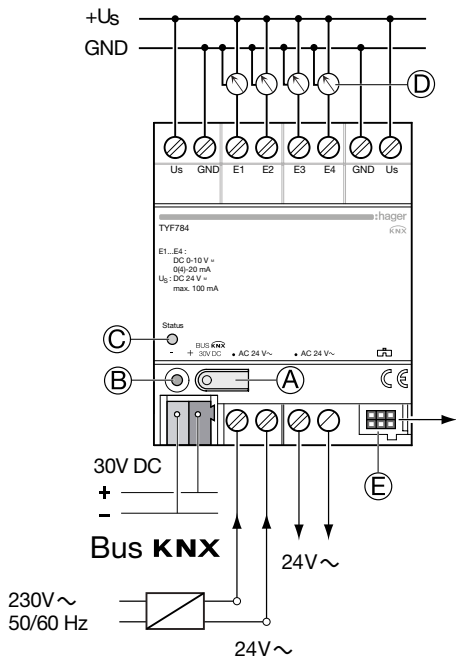 +Us
GND
D
Us GND E1 E2 E3 E4 GND Us
:hager
KNX
TYF784
E1...E4 :
DC 0-10 V =
0(4)-20 mA
US : DC 24 V =
max. 100 mA
Status
C
- + BUS KNX 30V DC • AC 24 V~ • AC 24 V~
B
A
CE
E
30V DC
+
–
Bus KNX
24V~
230V~
50/60 Hz
24V~